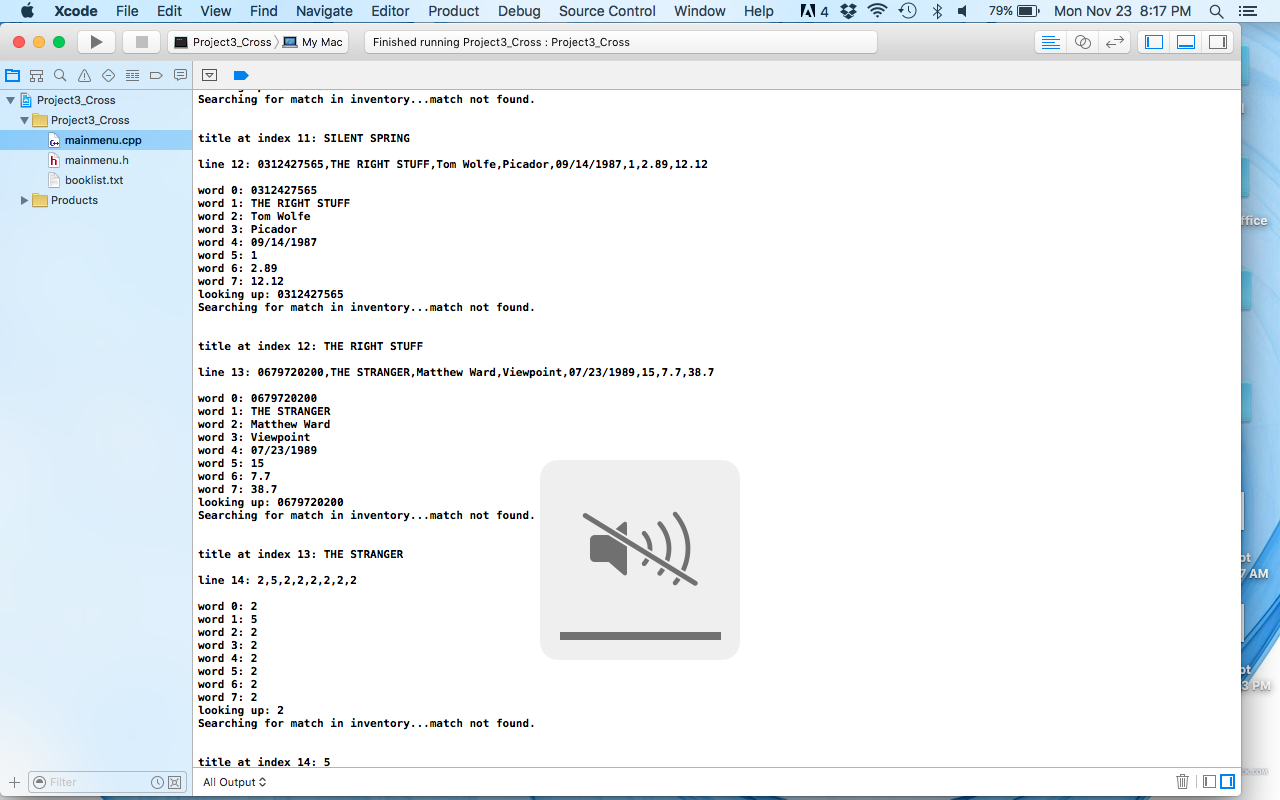 Xcode File Edit View Find Navigate Editor Product Debug Source Control Window Help 4 79% Mon Nov 23 8:17 PM
Project3_Cross My Mac Finished running Project3_Cross : Project3_Cross
Project3_Cross
Project3_Cross
mainmenu.cpp
mainmenu.h
booklist.txt
Products
Searching for match in inventory...match not found.
title at index 11: SILENT SPRING
line 12: 0312427565,THE RIGHT STUFF,Tom Wolfe,Picador,09/14/1987,1,2.89,12.12
word 0: 0312427565
word 1: THE RIGHT STUFF
word 2: Tom Wolfe
word 3: Picador
word 4: 09/14/1987
word 5: 1
word 6: 2.89
word 7: 12.12
looking up: 0312427565
Searching for match in inventory...match not found.
title at index 12: THE RIGHT STUFF
line 13: 0679720200,THE STRANGER,Matthew Ward,Viewpoint,07/23/1989,15,7.7,38.7
word 0: 0679720200
word 1: THE STRANGER
word 2: Matthew Ward
word 3: Viewpoint
word 4: 07/23/1989
word 5: 15
word 6: 7.7
word 7: 38.7
looking up: 0679720200
Searching for match in inventory...match not found.
title at index 13: THE STRANGER
line 14: 2,5,2,2,2,2,2,2
word 0: 2
word 1: 5
word 2: 2
word 3: 2
word 4: 2
word 5: 2
word 6: 2
word 7: 2
looking up: 2
Searching for match in inventory...match not found.
title at index 14: 5
Filter
All Output
ffice
ot
7 AM
ot
3 PM